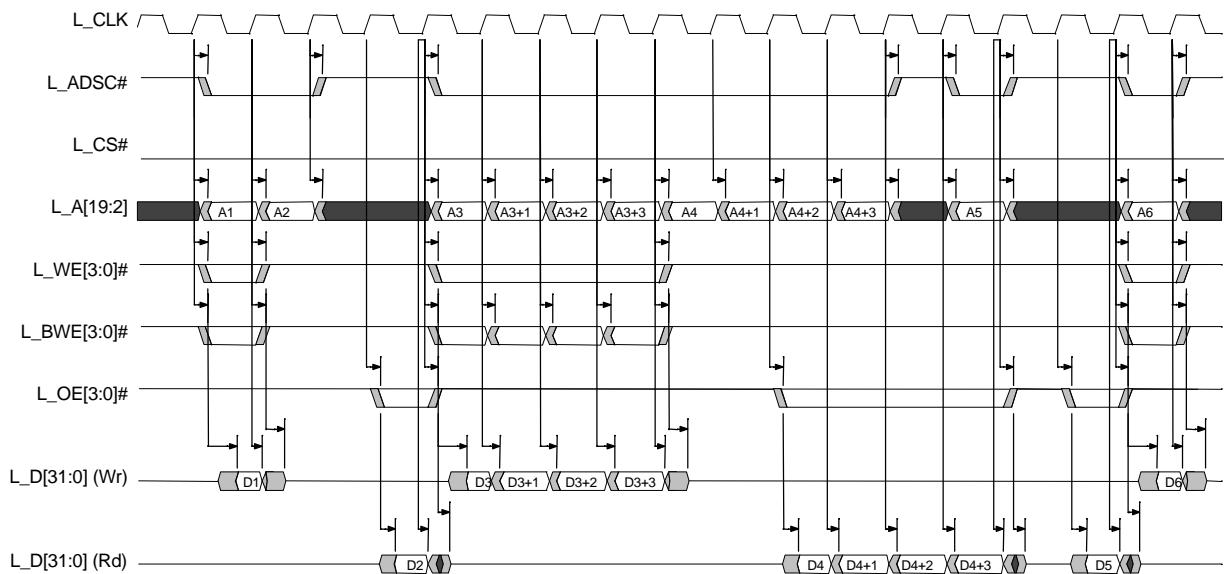 L_CLK
L_ADSC#
L_CS#
L_A[19:2] A1 A2 A3 A3+1 A3+2 A3+3 A4 A4+1 A4+2 A4+3 A5 A6
L_WE[3:0]#
L_BWE[3:0]#
L_OE[3:0]#
L_D[31:0] (Wr) D1 D3 D3+1 D3+2 D3+3 D6
L_D[31:0] (Rd) D2 D4 D4+1 D4+2 D4+3 D5